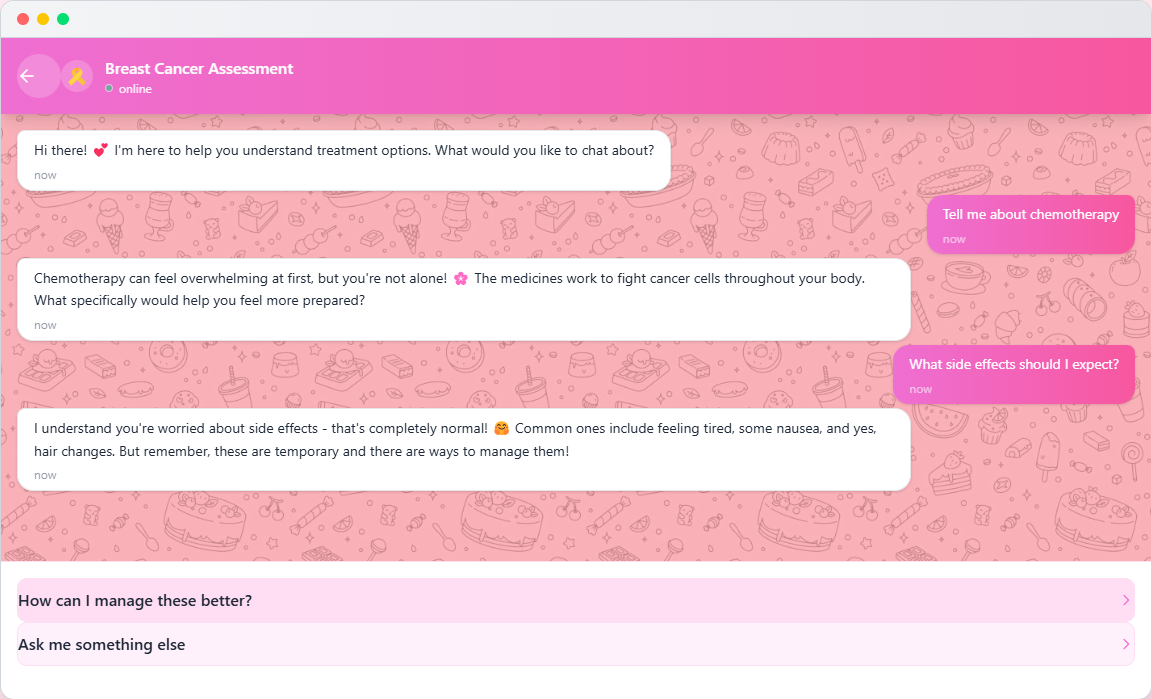 Breast Cancer Assessment
online
Hi there! 💕 I'm here to help you understand treatment options. What would you like to chat about?
now
Tell me about chemotherapy
now
Chemotherapy can feel overwhelming at first, but you're not alone! 🌸 The medicines work to fight cancer cells throughout your body.
What specifically would help you feel more prepared?
now
What side effects should I expect?
now
I understand you're worried about side effects - that's completely normal! 🤗 Common ones include feeling tired, some nausea, and yes,
hair changes. But remember, these are temporary and there are ways to manage them!
now
How can I manage these better?
Ask me something else